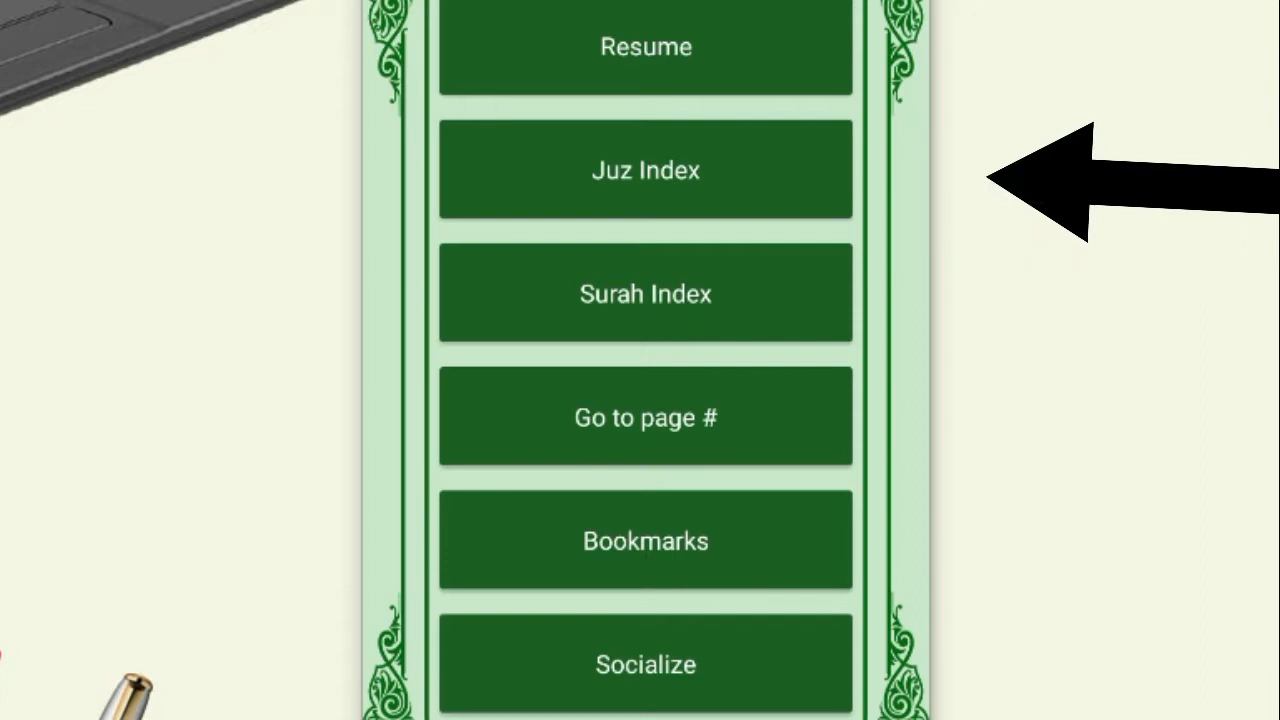 Resume
Juz Index
Surah Index
Go to page #
Bookmarks
Socialize